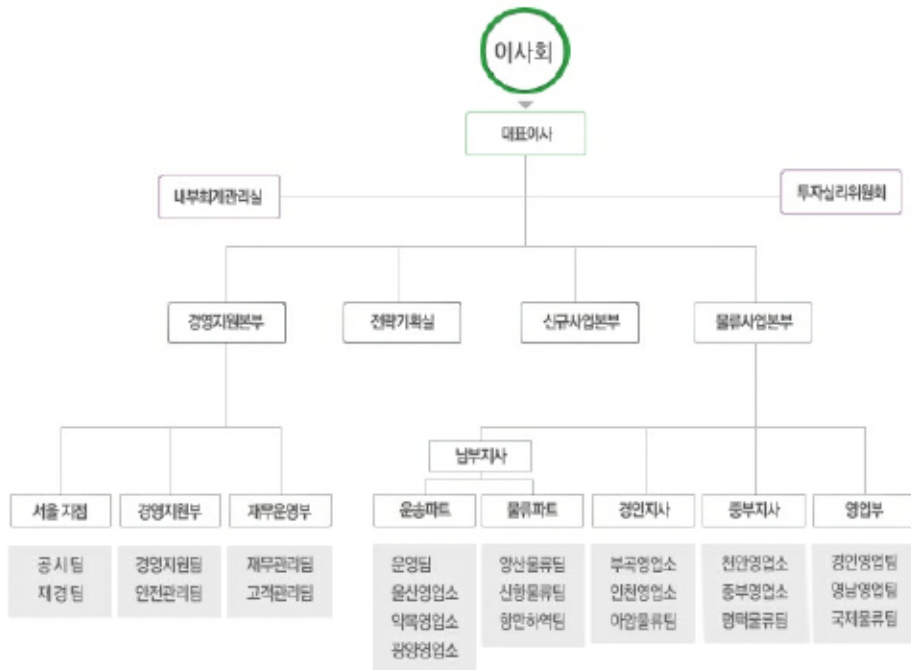 이사회
대표이사
내부회계관리실
투자심리위원회
경영지원본부
전략기획실
신규사업본부
물류사업본부
남부지사
서울 지점
경영지원부
재무운영부
운송파트
물류파트
경인지사
중부지사
영업부
공시팀
재경팀
경영지원팀
안전관리팀
재무관리팀
고객관리팀
운영팀
울산영업소
약목영업소
광양영업소
양산물류팀
신항물류팀
항만하역팀
부곡영업소
인천영업소
아암물류팀
천안영업소
중부영업소
평택물류팀
경인영업팀
영남영업팀
국제물류팀